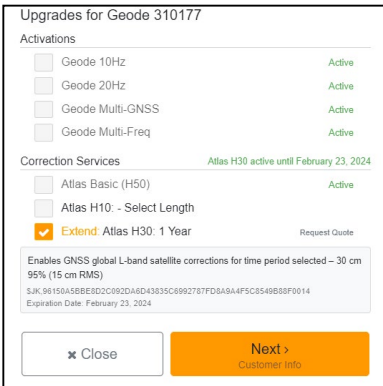 Upgrades for Geode 310177
Activations
Geode 10Hz Active
Geode 20Hz Active
Geode Multi-GNSS Active
Geode Multi-Freq Active
Correction Services Atlas H30 active until February 23, 2024
Atlas Basic (H50) Active
Atlas H10: - Select Length
Extend: Atlas H30: 1 Year Request Quote
Enables GNSS global L-band satellite corrections for time period selected – 30 cm
95% (15 cm RMS)
$JK,96150A5BBE8D2C092DA6D43835C6992787FD8A9A4F5C8549B88F0014
Expiration Date: February 23, 2024
× Close
Next ›
Customer Info